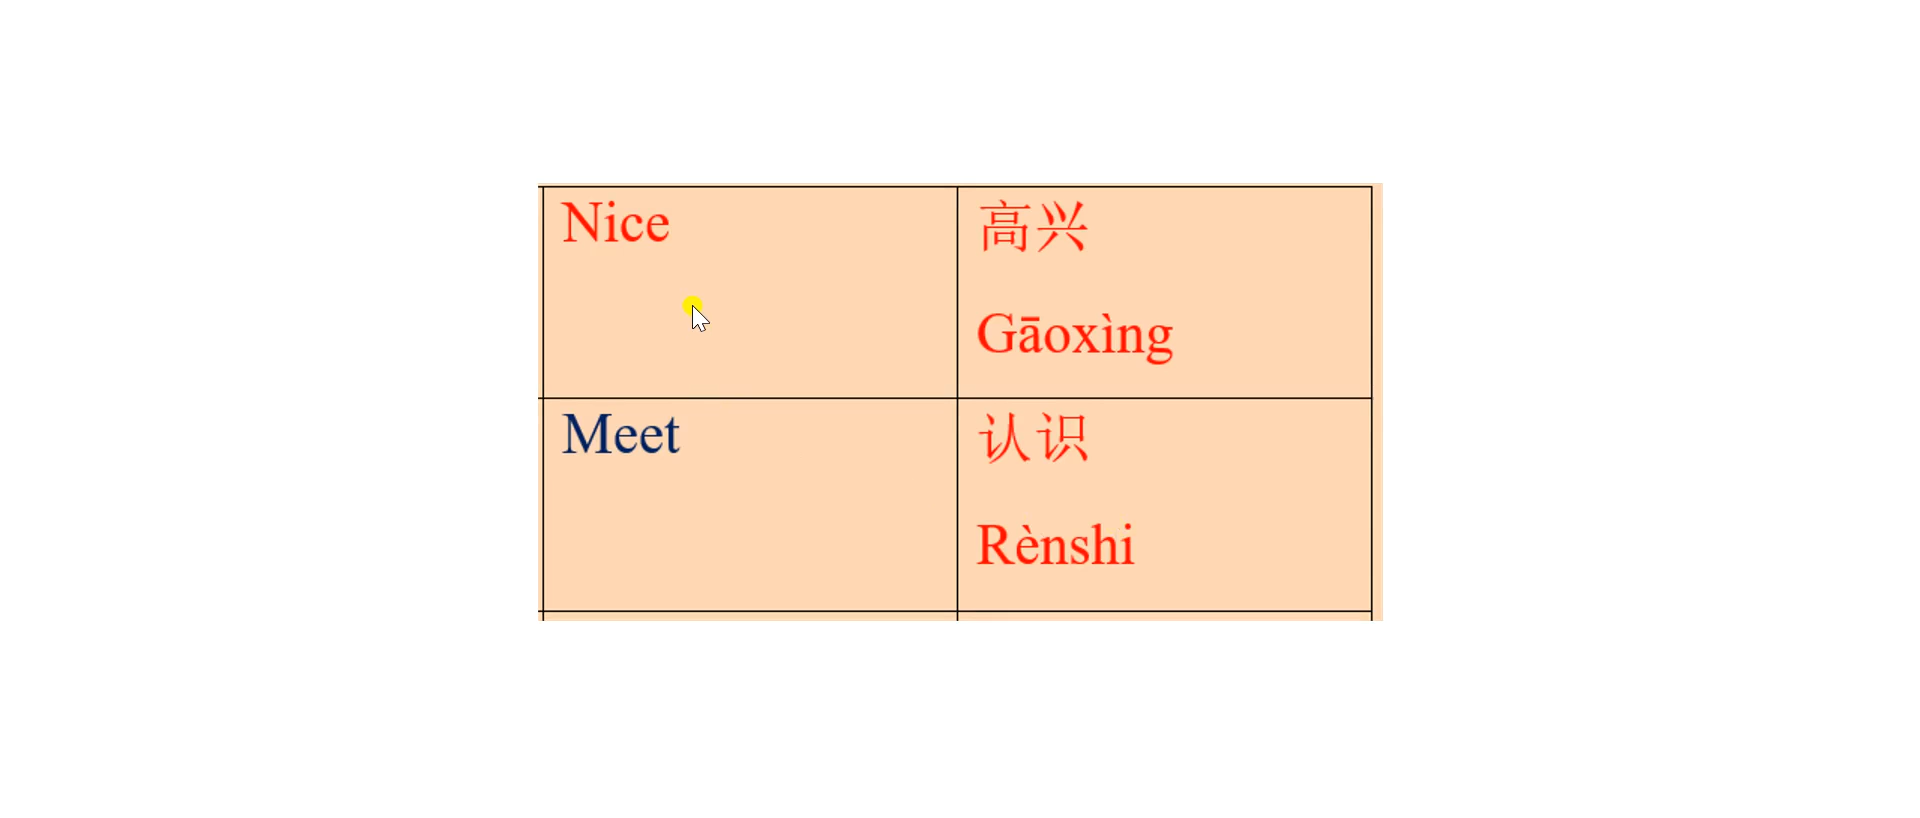 Nice
高兴
Gāoxìng
Meet
认识
Rènshi